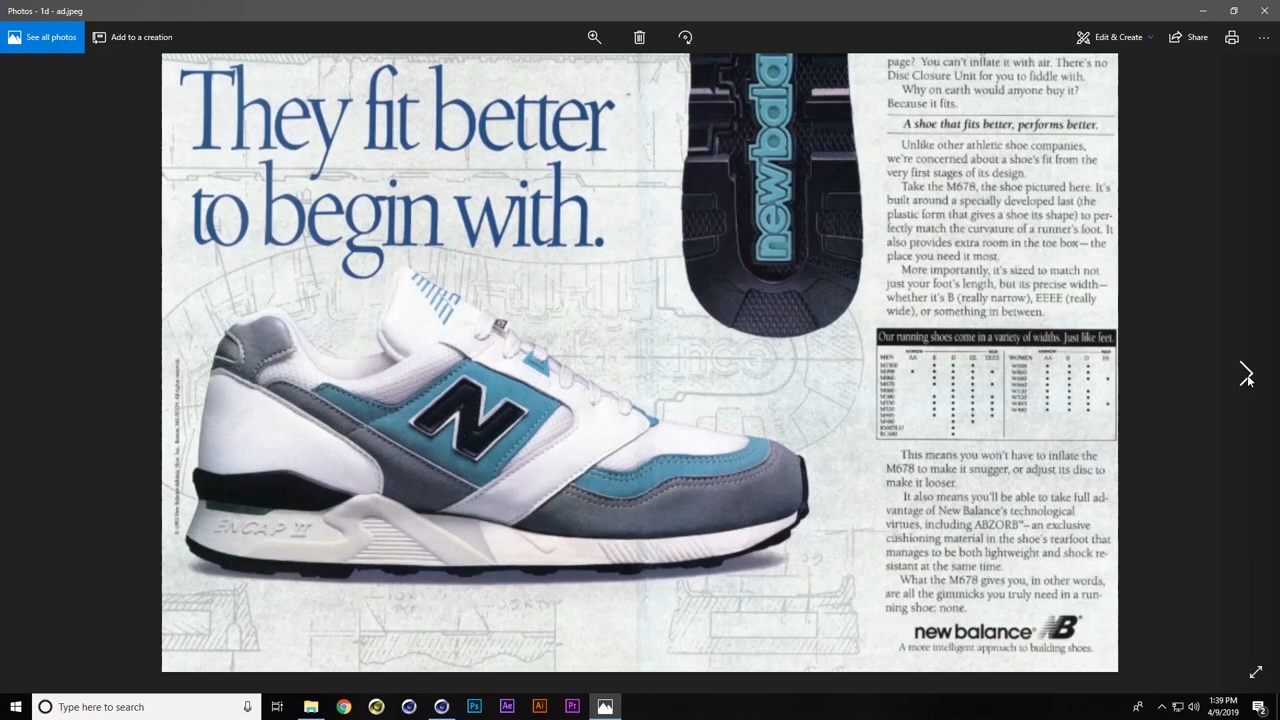 Photos - 1d - ad.jpeg
See all photos
Add to a creation
Edit & Create
Share
They fit better
to begin with.
newbala
N
ENCAP
page? You can't inflate it with air. There's no
Disc Closure Unit for you to fiddle with.
Why on earth would anyone buy it?
Because it fits.
A shoe that fits better, performs better.
Unlike other athletic shoe companies,
we're concerned about a shoe's fit from the
very first stages of its design.
Take the M678, the shoe pictured here. It's
built around a specially developed last (the
plastic form that gives a shoe its shape) to per-
fectly match the curvature of a runner's foot. It
also provides extra room in the toe box—the
place you need it most.
More importantly, it's sized to match not
just your foot's length, but its precise width—
whether it's B (really narrow), EEEE (really
wide), or something in between.
Our running shoes come in a variety of widths. Just like feet.
MEN AA B D EE EEEE WOMEN AA B D EE
This means you won't have to inflate the
M678 to make it snugger, or adjust its disc to
make it looser.
It also means you'll be able to take full ad-
vantage of New Balance's technological
virtues, including ABZORB™—an exclusive
cushioning material in the shoe's rearfoot that
manages to be both lightweight and shock re-
sistant at the same time.
What the M678 gives you, in other words,
are all the gimmicks you truly need in a run-
ning shoe: none.
new balance NB
A more intelligent approach to building shoes.
Type here to search
Ps
Ae
Ai
Pr
1:39 PM
4/9/2019